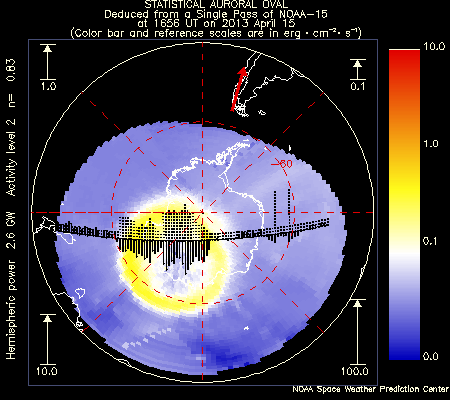 STATISTICAL AURORAL OVAL
Deduced from a Single Pass of NOAA-15
at 1656 UT on 2013 April 15
(Color bar and reference scales are in erg · cm⁻² · s⁻¹)
Hemispheric power 2.6 GW Activity level 2 n= 0.83
1.0
0.1
-60
10.0
100.0
10.0
1.0
0.1
0.0
NOAA Space Weather Prediction Center